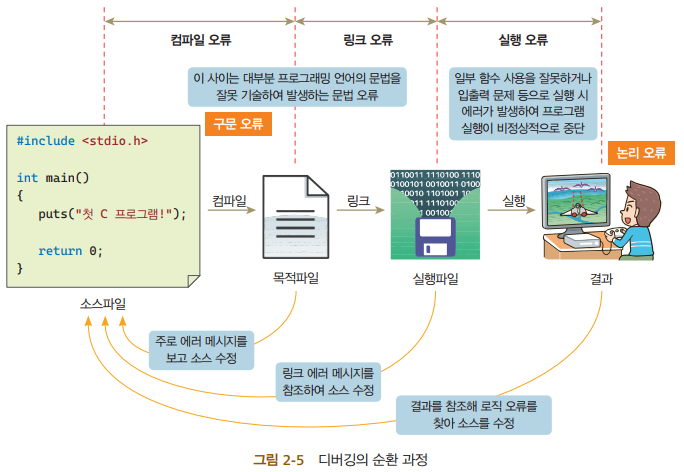 컴파일 오류
링크 오류
실행 오류
이 사이는 대부분 프로그래밍 언어의 문법을
잘못 기술하여 발생하는 문법 오류
일부 함수 사용을 잘못하거나
입출력 문제 등으로 실행 시
에러가 발생하여 프로그램
실행이 비정상적으로 중단
구문 오류
논리 오류
#include <stdio.h>
int main()
{
puts("첫 C 프로그램!");
return 0;
}
컴파일
링크
실행
0110011 1110100 1110
0100101 0010011 0100
소스파일
목적파일
실행파일
결과
주로 에러 메시지를
보고 소스 수정
링크 에러 메시지를
참조하여 소스 수정
결과를 참조해 로직 오류를
찾아 소스를 수정
그림 2-5 디버깅의 순환 과정